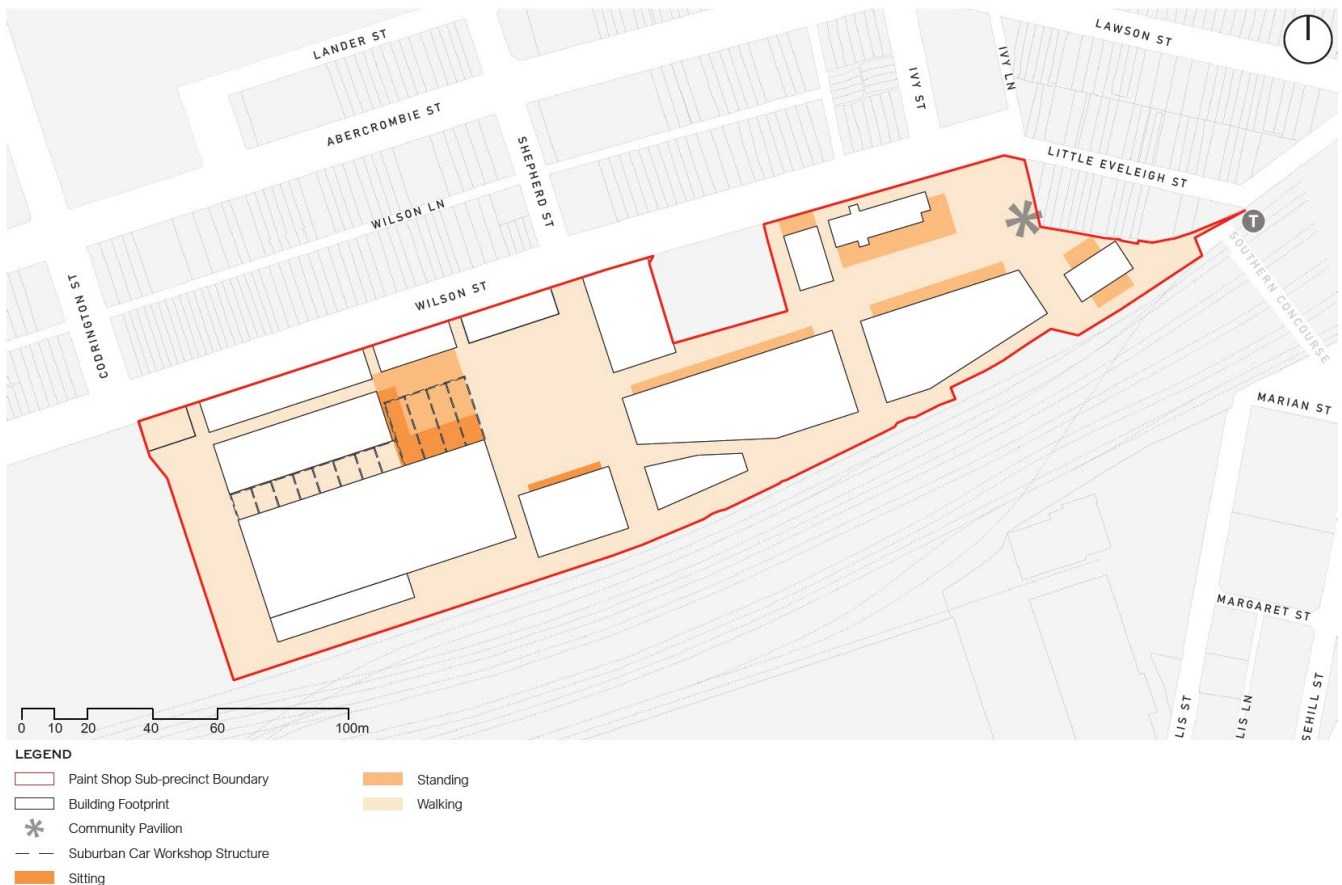 LANDER ST
LAWSON ST
IVY LN
IVY ST
ABERCROMBIE ST
SHEPHERD ST
LITTLE EVELEIGH ST
WILSON LN
T
SOUTHERN CONCOURSE
CODRINGTON ST
WILSON ST
MARIAN ST
MARGARET ST
LIS ST
LIS LN
SEHILL ST
0 10 20 40 60 100m
LEGEND
Paint Shop Sub-precinct Boundary
Building Footprint
Community Pavilion
Suburban Car Workshop Structure
Sitting
Standing
Walking